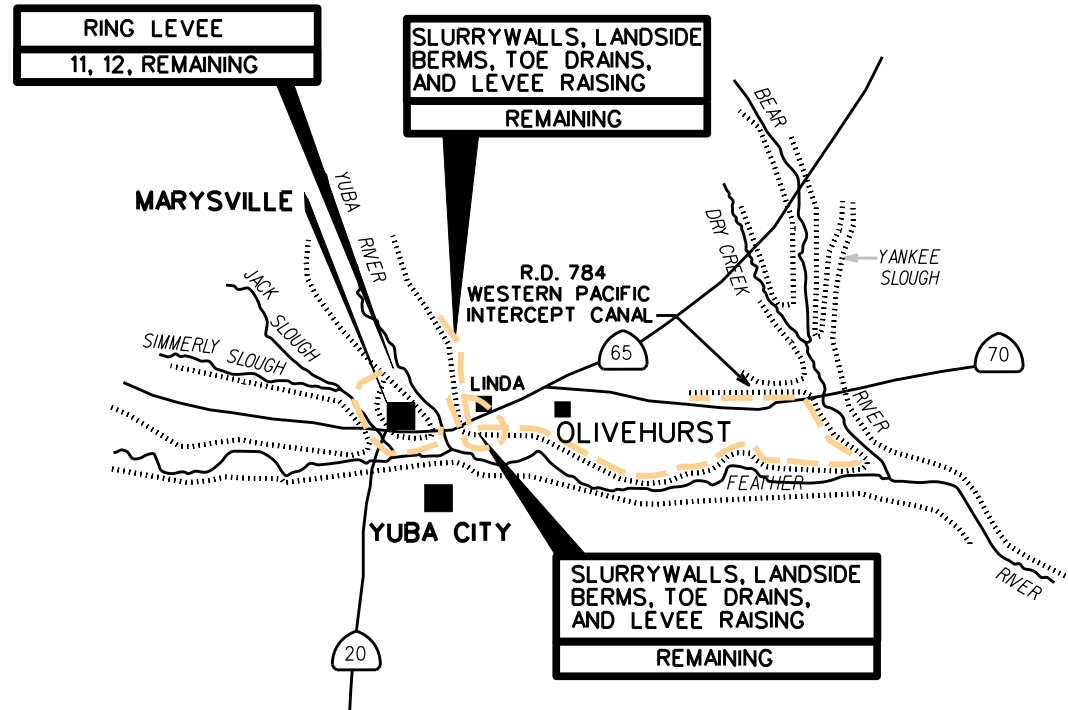 RING LEVEE
11, 12, REMAINING
SLURRYWALLS, LANDSIDE
BERMS, TOE DRAINS,
AND LEVEE RAISING
REMAINING
BEAR
MARYSVILLE
YUBA
RIVER
DRY CREEK
YANKEE
SLOUGH
R.D. 784
WESTERN PACIFIC
INTERCEPT CANAL
JACK
SLOUGH
SIMMERLY SLOUGH
65
70
LINDA
RIVER
OLIVEHURST
FEATHER
YUBA CITY
RIVER
SLURRYWALLS, LANDSIDE
BERMS, TOE DRAINS,
AND LEVEE RAISING
REMAINING
20